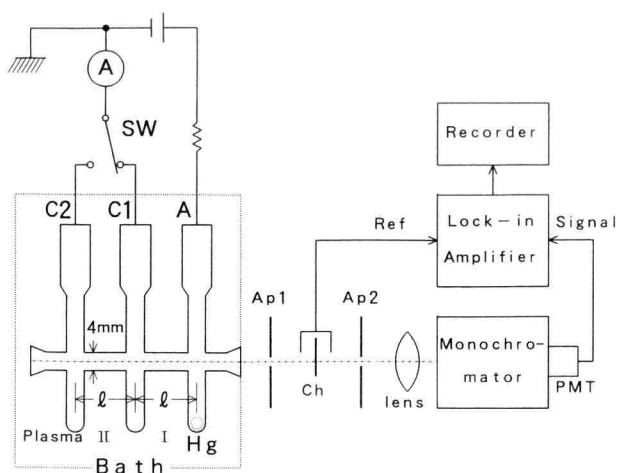 A
SW
Recorder
C2 C1 A
Ref
Lock-in
Amplifier
Signal
Ap1 Ap2
4mm
Monochro-
mator
Ch
lens
PMT
ℓ ℓ
Plasma II I Hg
Bath